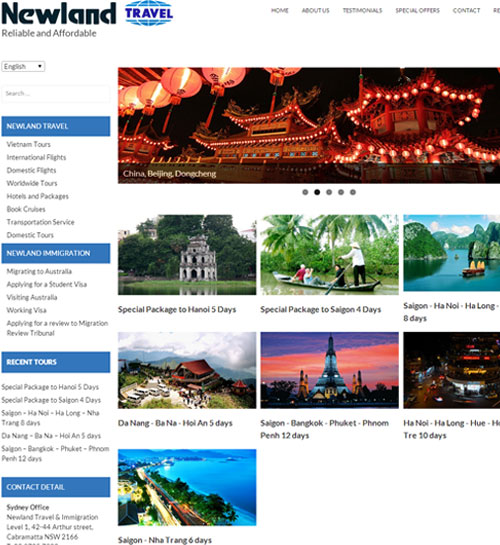 Newland TRAVEL
Reliable and Affordable
HOME ABOUT US TESTIMONIALS SPECIAL OFFERS CONTACT RE
English
Search ...
NEWLAND TRAVEL
Vietnam Tours
International Flights
Domestic Flights
Worldwide Tours
Hotels and Packages
Book Cruises
Transportation Service
Domestic Tours
NEWLAND IMMIGRATION
Migrating to Australia
Applying for a Student Visa
Visiting Australia
Working Visa
Applying for a review to Migration
Review Tribunal
RECENT TOURS
Special Package to Hanoi 5 Days
Special Package to Saigon 4 Days
Saigon – Ha Noi – Ha Long – Nha
Trang 8 days
Da Nang – Ba Na – Hoi An 5 days
Saigon – Bangkok – Phuket – Phnom
Penh 12 days
CONTACT DETAIL
Sydney Office
Newland Travel & Immigration
Level 1, 42-44 Arthur street,
Cabramatta NSW 2166
China, Beijing, Dongcheng
Special Package to Hanoi 5 Days
Special Package to Saigon 4 Days
Saigon - Ha Noi - Ha Long -
8 days
Da Nang - Ba Na - Hoi An 5 days
Saigon - Bangkok - Phuket - Phnom
Penh 12 days
Ha Noi - Ha Long - Hue - Ho
Tre 10 days
Saigon - Nha Trang 6 days